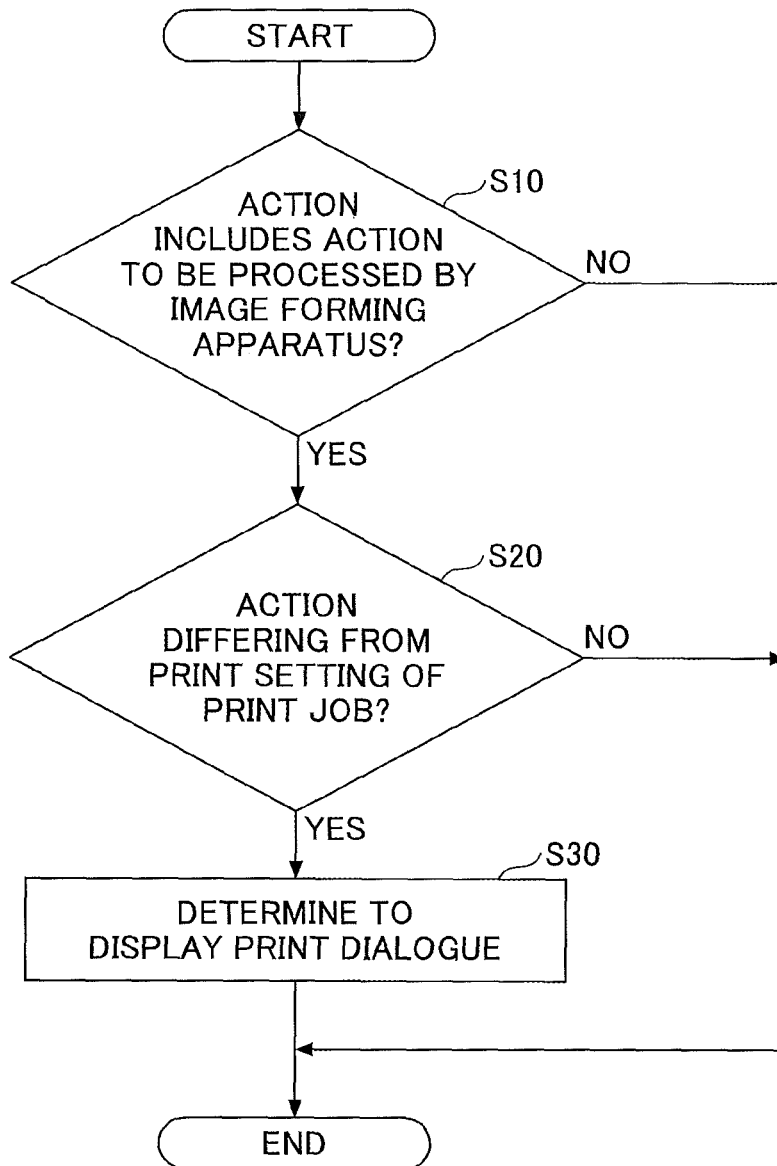 START
S10
ACTION
INCLUDES ACTION
TO BE PROCESSED BY
IMAGE FORMING
APPARATUS?
NO
YES
S20
ACTION
DIFFERING FROM
PRINT SETTING OF
PRINT JOB?
NO
YES
S30
DETERMINE TO
DISPLAY PRINT DIALOGUE
END